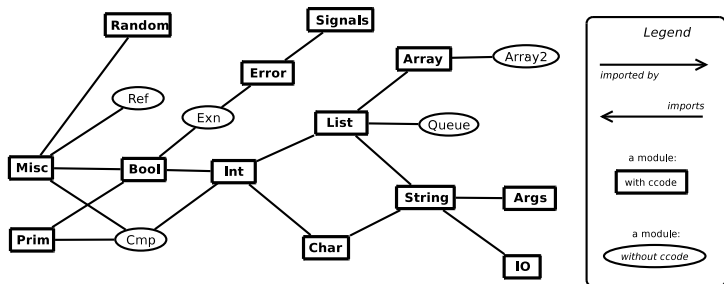 Random
Signals
Error
Array
Array2
Ref
Exn
List
Queue
Misc
Bool
Int
String
Args
Prim
Cmp
Char
IO
Legend
imported by
imports
a module:
with ccode
a module:
without ccode